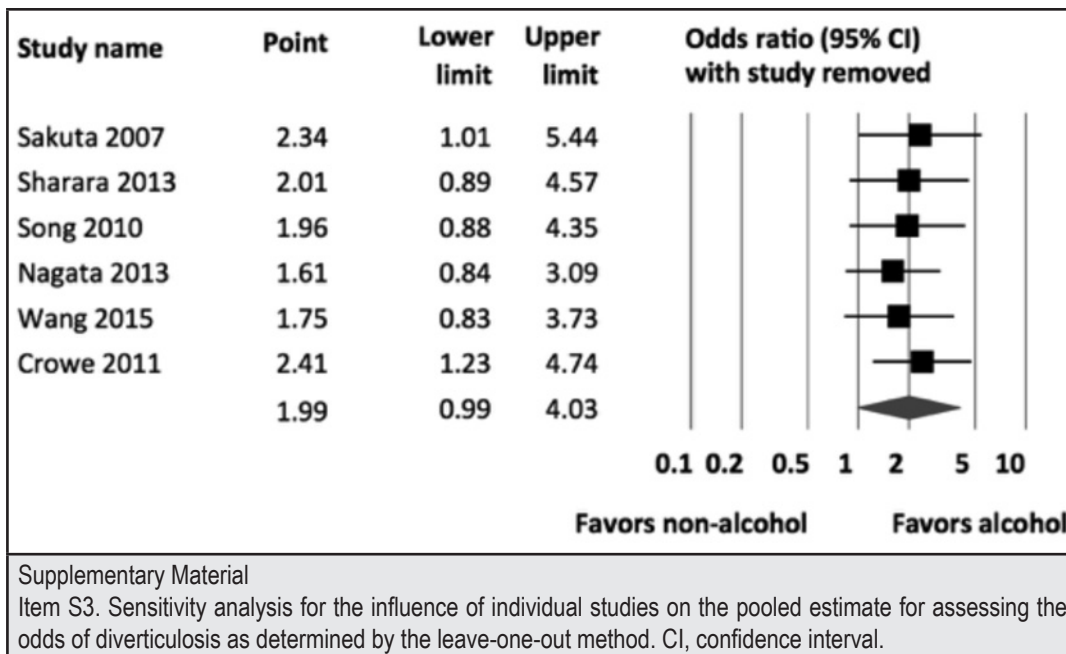 Study name Point Lower limit Upper limit Odds ratio (95% CI) with study removed
Sakuta 2007 2.34 1.01 5.44
Sharara 2013 2.01 0.89 4.57
Song 2010 1.96 0.88 4.35
Nagata 2013 1.61 0.84 3.09
Wang 2015 1.75 0.83 3.73
Crowe 2011 2.41 1.23 4.74
1.99 0.99 4.03
0.1 0.2 0.5 1 2 5 10
Favors non-alcohol Favors alcohol
Supplementary Material
Item S3. Sensitivity analysis for the influence of individual studies on the pooled estimate for assessing the
odds of diverticulosis as determined by the leave-one-out method. CI, confidence interval.